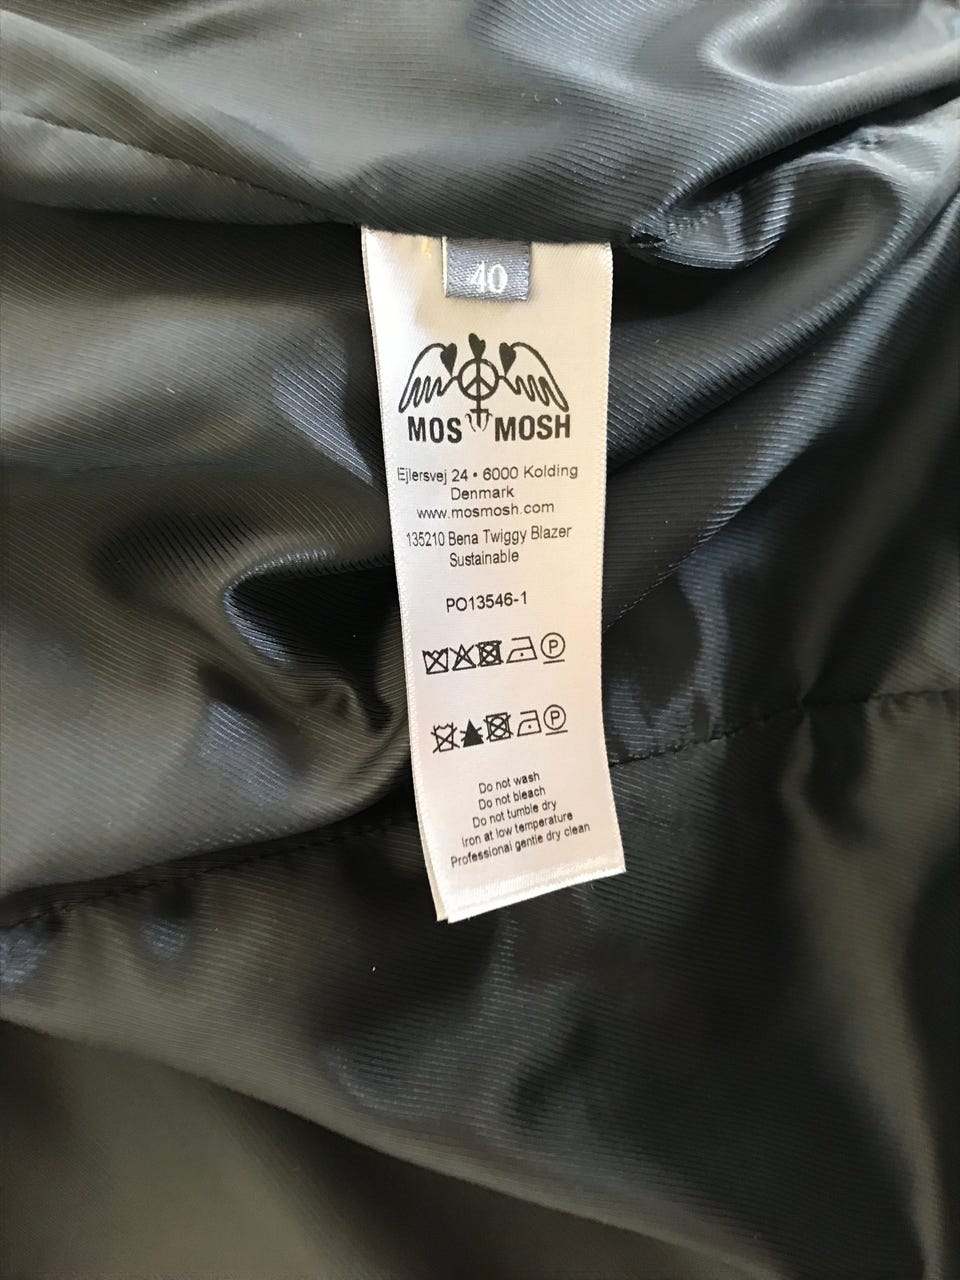 40
MOS MOSH
Ejlersvej 24 • 6000 Kolding
Denmark
www.mosmosh.com
135210 Bena Twiggy Blazer
Sustainable
PO13546-1
P
P
Do not wash
Do not bleach
Do not tumble dry
Iron at low temperature
Professional gentle dry clean